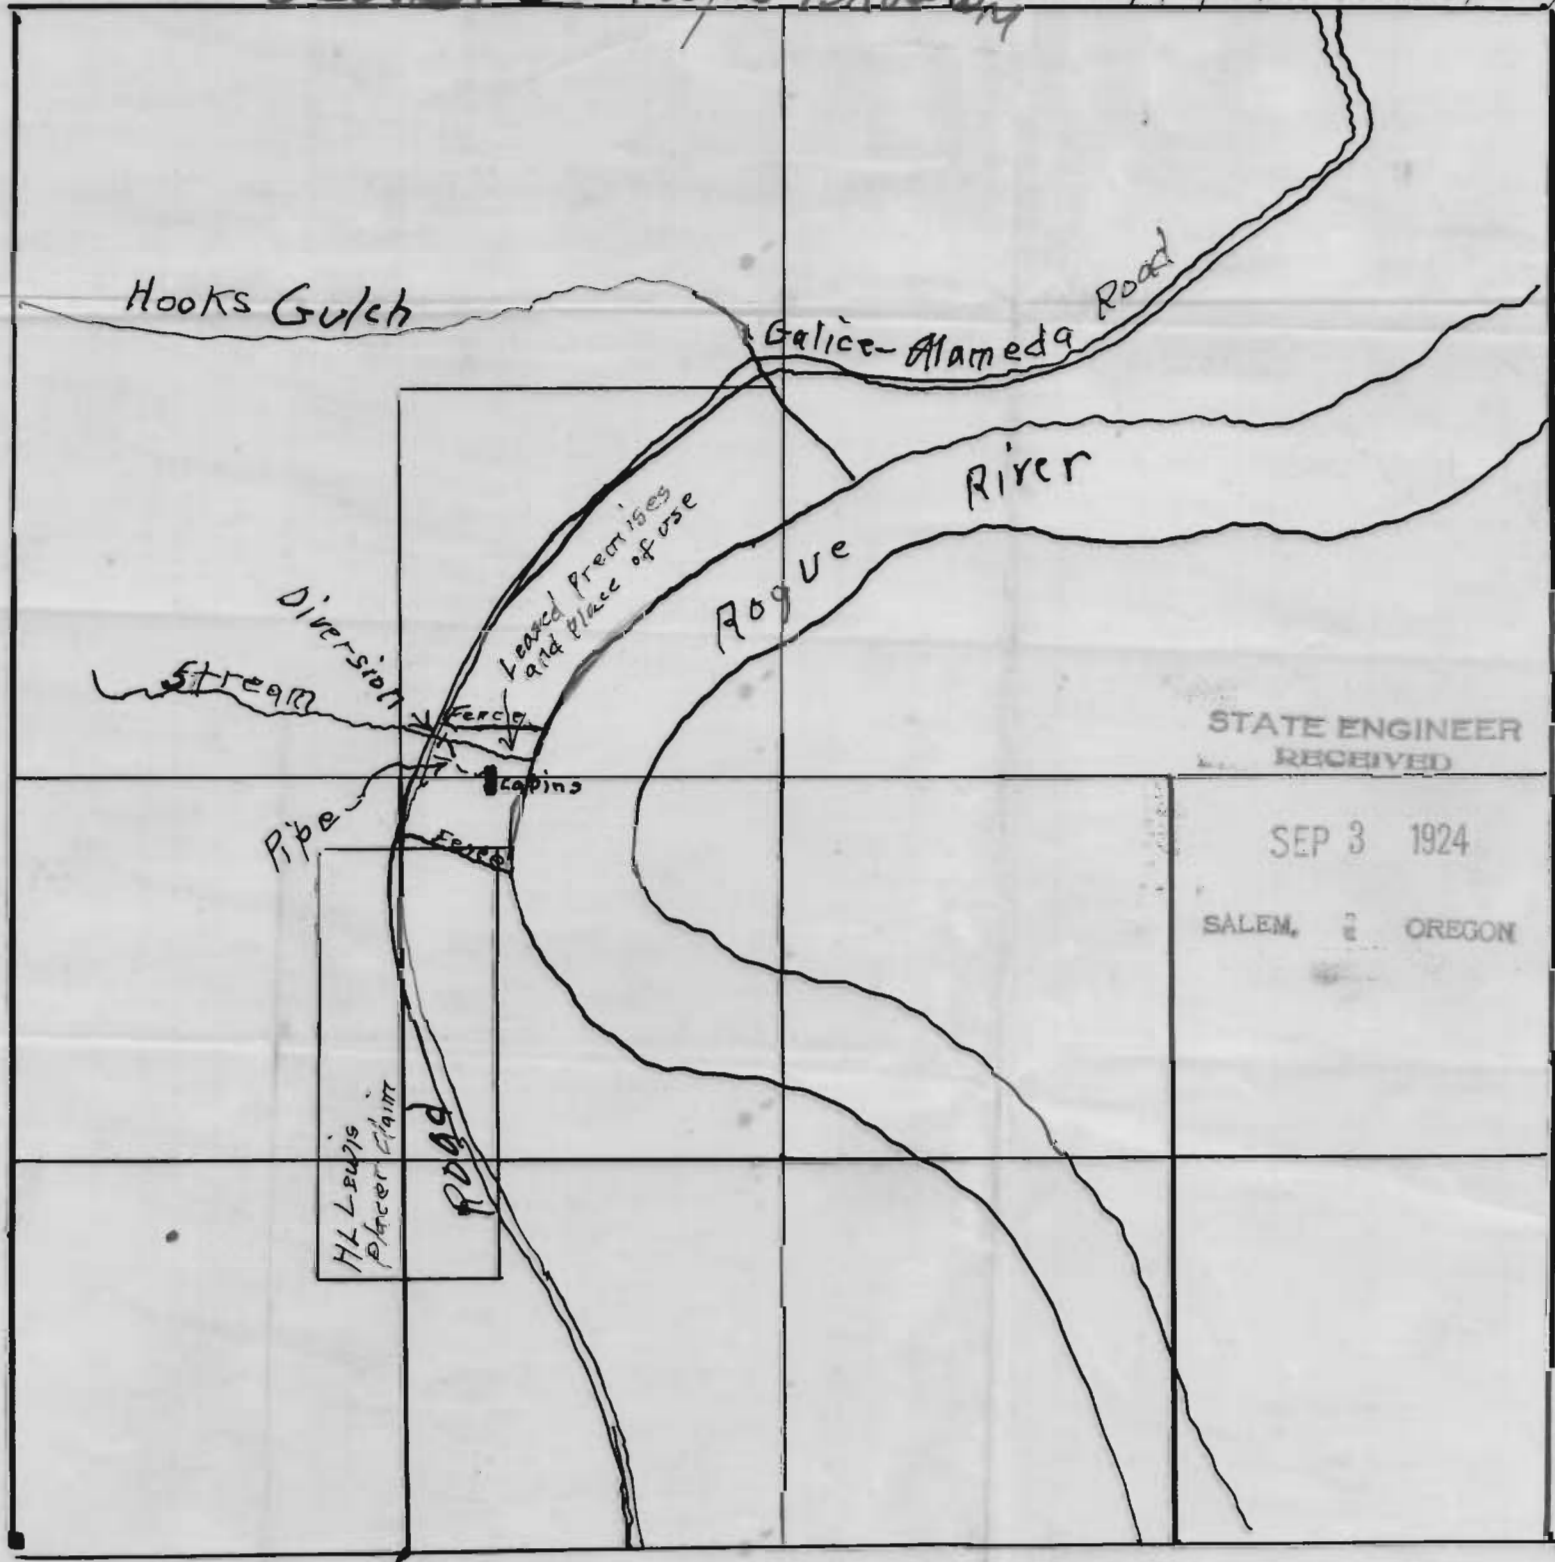 Hooks Gulch
Galice-Alameda Road
River
Rogue
Leased Premises
and Place of use
Diversion
Stream
Fence
Cabins
Pipe
Fence
STATE ENGINEER
RECEIVED
SEP 3 1924
SALEM, OREGON
HL Lewis
Placer Claim
Road